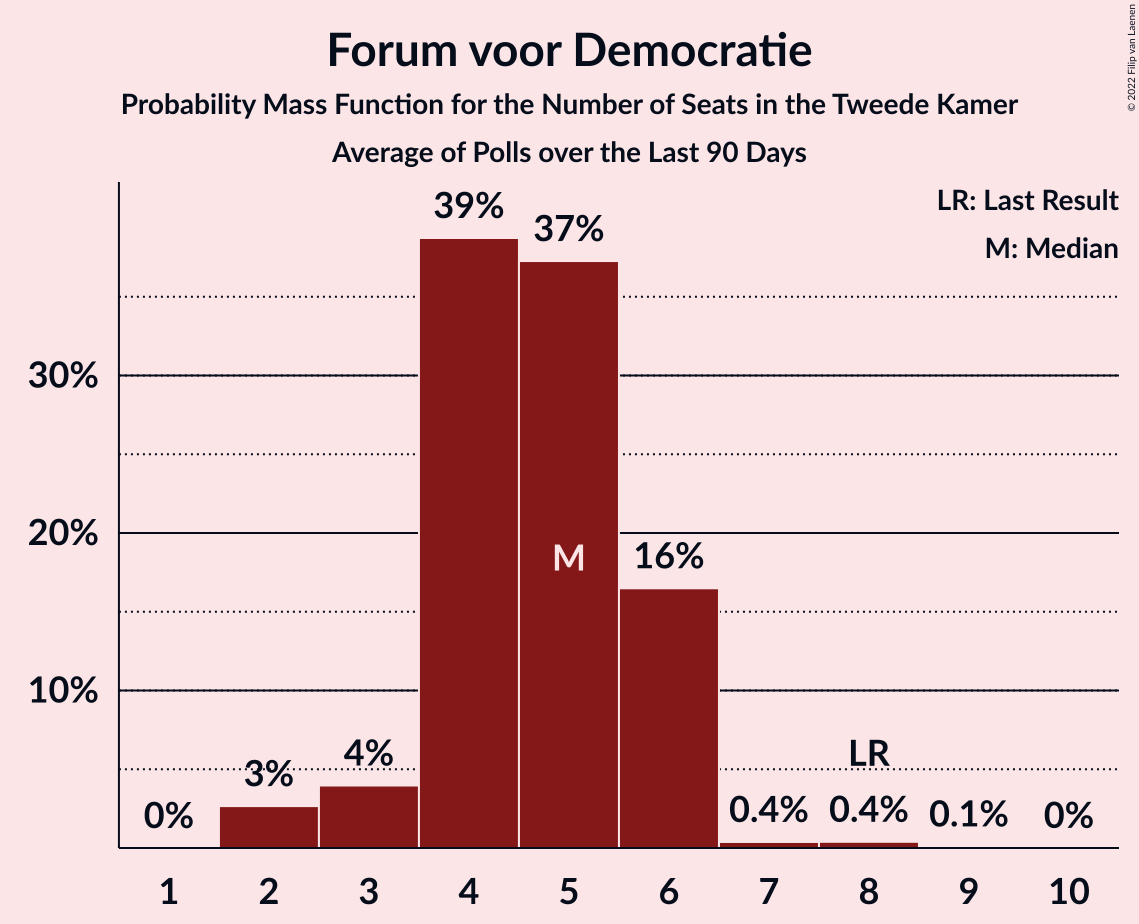 Forum voor Democratie
Probability Mass Function for the Number of Seats in the Tweede Kamer
Average of Polls over the Last 90 Days
© 2022 Filip van Laenen
LR: Last Result
M: Median
39%
37%
30%
20%
M
16%
10%
LR
4%
3%
0%
0.4%
0.4%
0.1%
0%
1 2 3 4 5 6 7 8 9 10